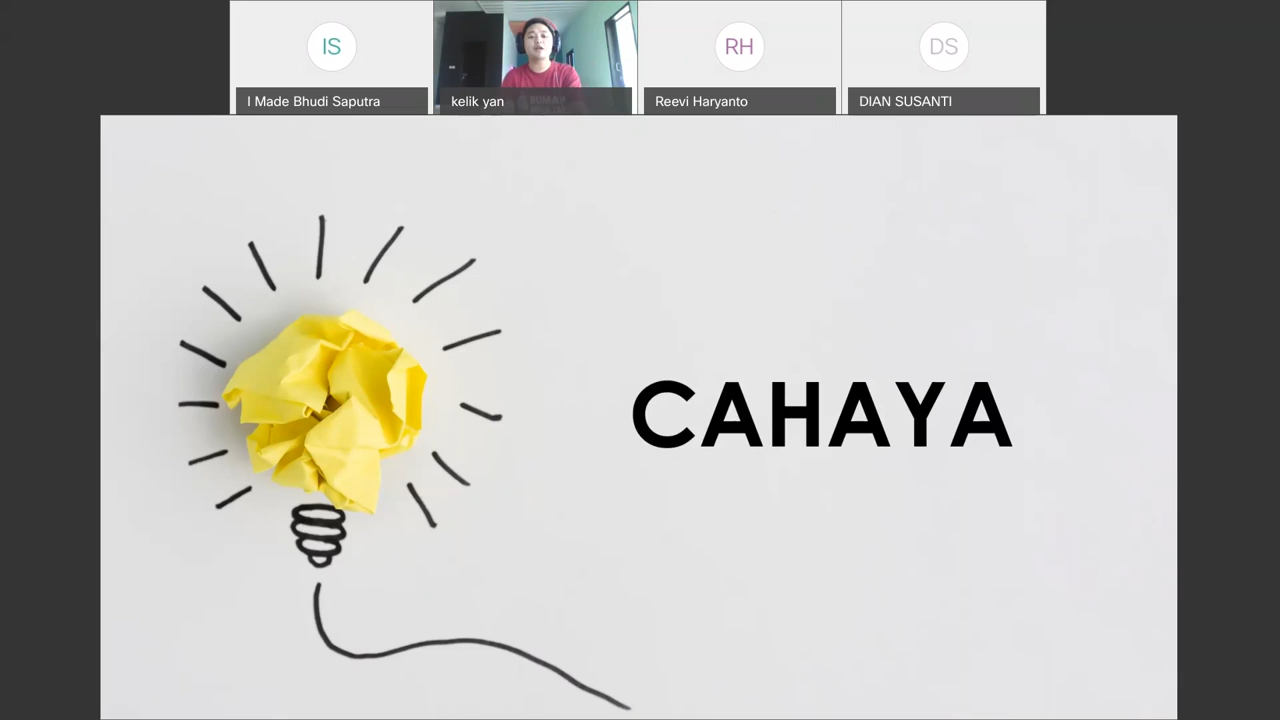 IS
I Made Bhudi Saputra
kelik yan
RH
Reevi Haryanto
DS
DIAN SUSANTI
CAHAYA